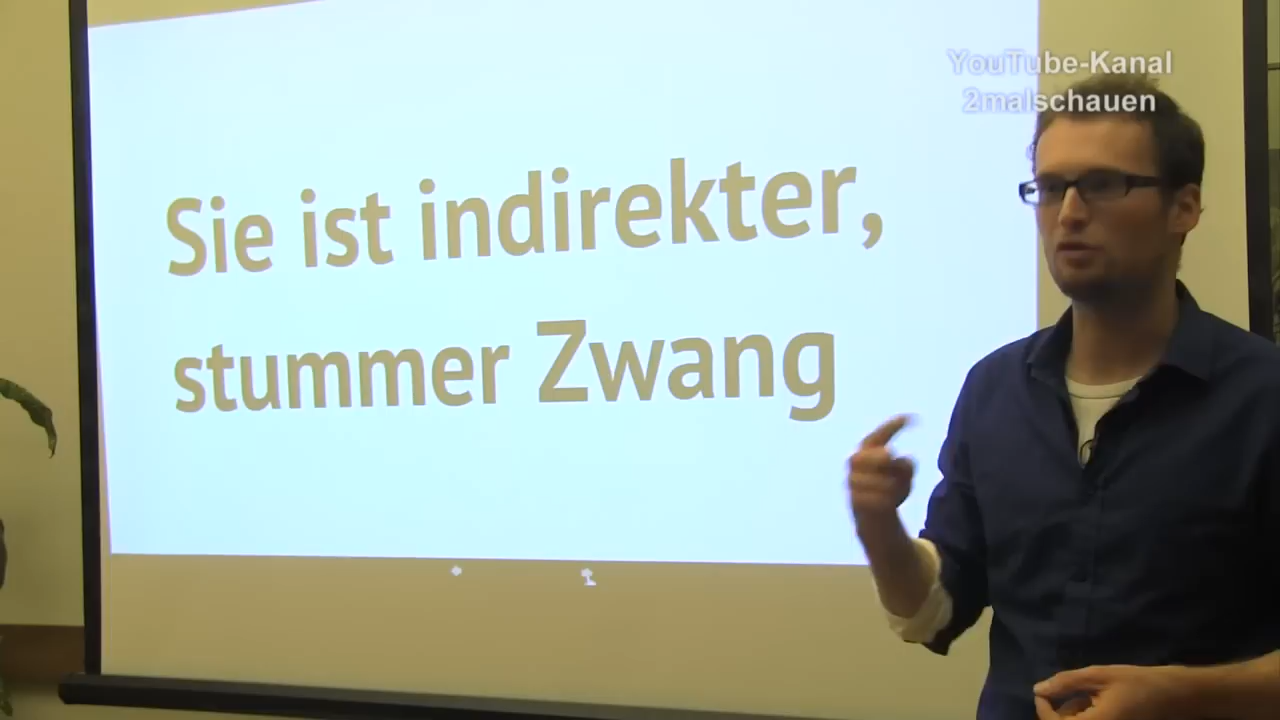 YouTube-Kanal
2malschauen
Sie ist indirekter,
stummer Zwang